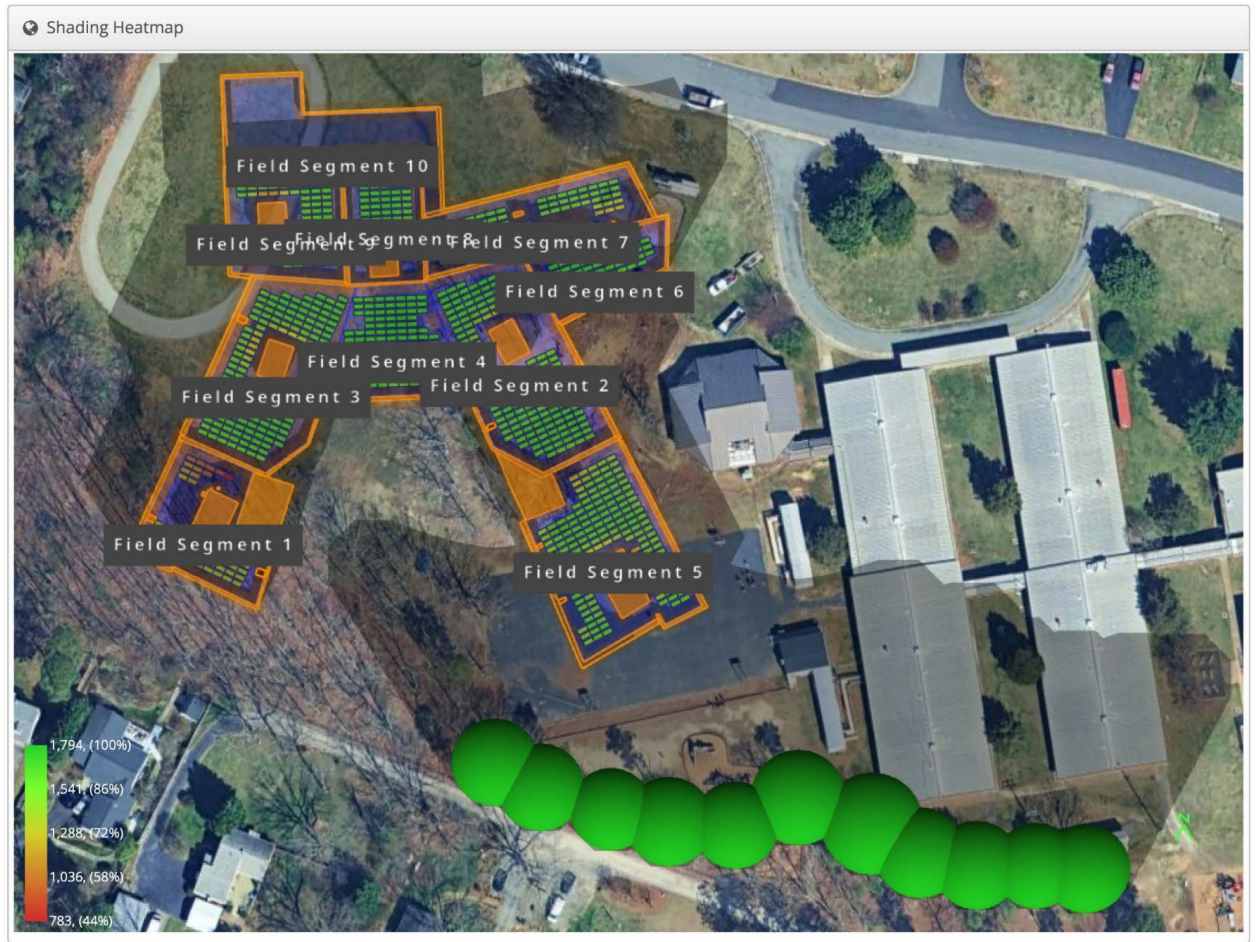 Shading Heatmap
Field Segment 10
Field Segment 9
Field Segment 8
Field Segment 7
Field Segment 6
Field Segment 4
Field Segment 2
Field Segment 3
Field Segment 1
Field Segment 5
1,794, (100%)
1,541, (86%)
1,288, (72%)
1,036, (58%)
783, (44%)
N